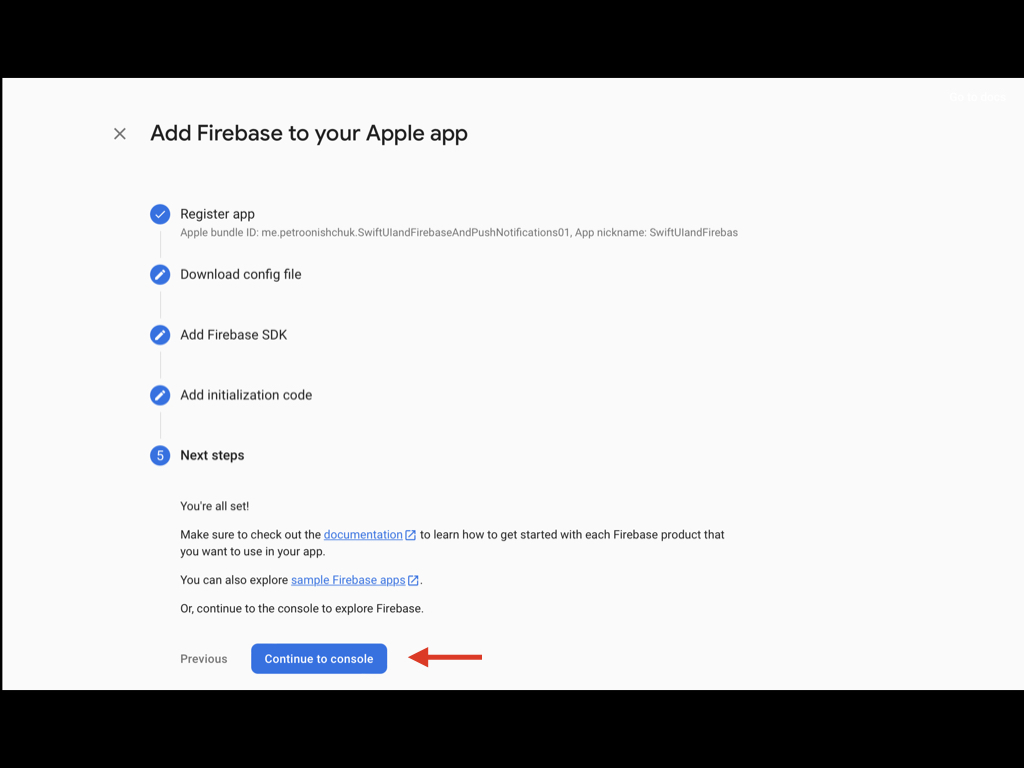 Add Firebase to your Apple app
Register app
Apple bundle ID: me.petroonishchuk.SwiftUIandFirebaseAndPushNotifications01, App nickname: SwiftUIandFirebas
Download config file
Add Firebase SDK
Add initialization code
5 Next steps
You're all set!
Make sure to check out the documentation to learn how to get started with each Firebase product that
you want to use in your app.
You can also explore sample Firebase apps.
Or, continue to the console to explore Firebase.
Previous Continue to console